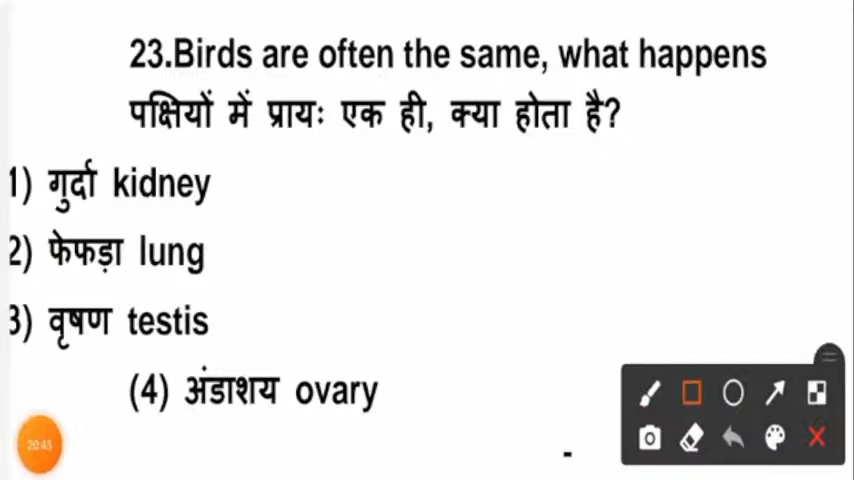 23.Birds are often the same, what happens
पक्षियों में प्रायः एक ही, क्या होता है?
1) गुर्दा kidney
2) फेफड़ा lung
3) वृषण testis
(4) अंडाशय ovary
20:45
-